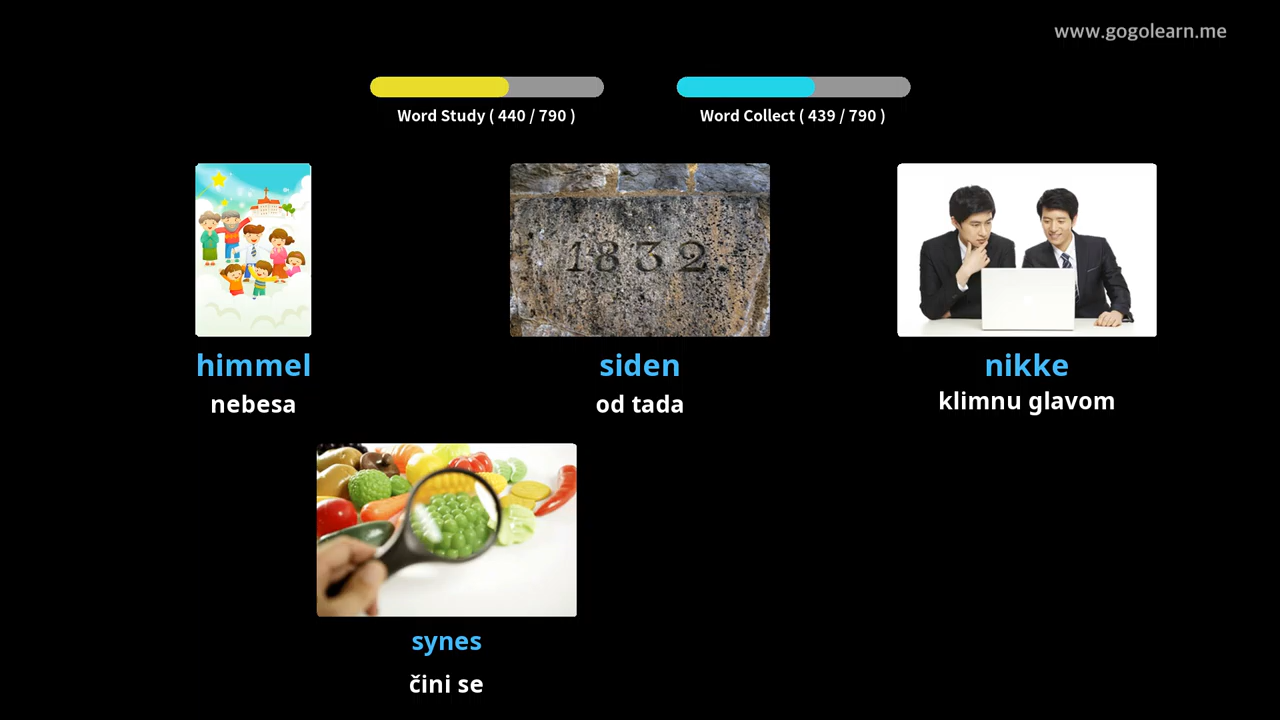 www.gogolearn.me
Word Study ( 440 / 790 )
Word Collect ( 439 / 790 )
1832.
himmel
nebesa
siden
od tada
nikke
klimnu glavom
synes
čini se